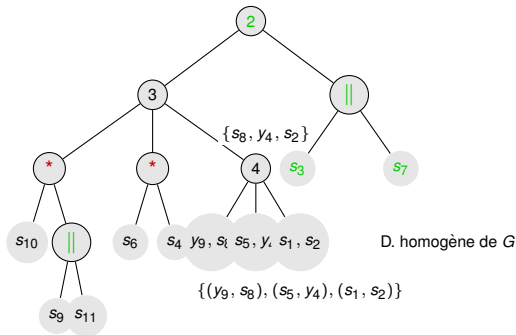 2
3
||
{s₈, y₄, s₂}
*
*
4
s₃
s₇
s₁₀
||
s₆
s₄
y₉, s₈
s₅, y₄
s₁, s₂
D. homogène de G
{(y₉, s₈), (s₅, y₄), (s₁, s₂)}
s₉
s₁₁